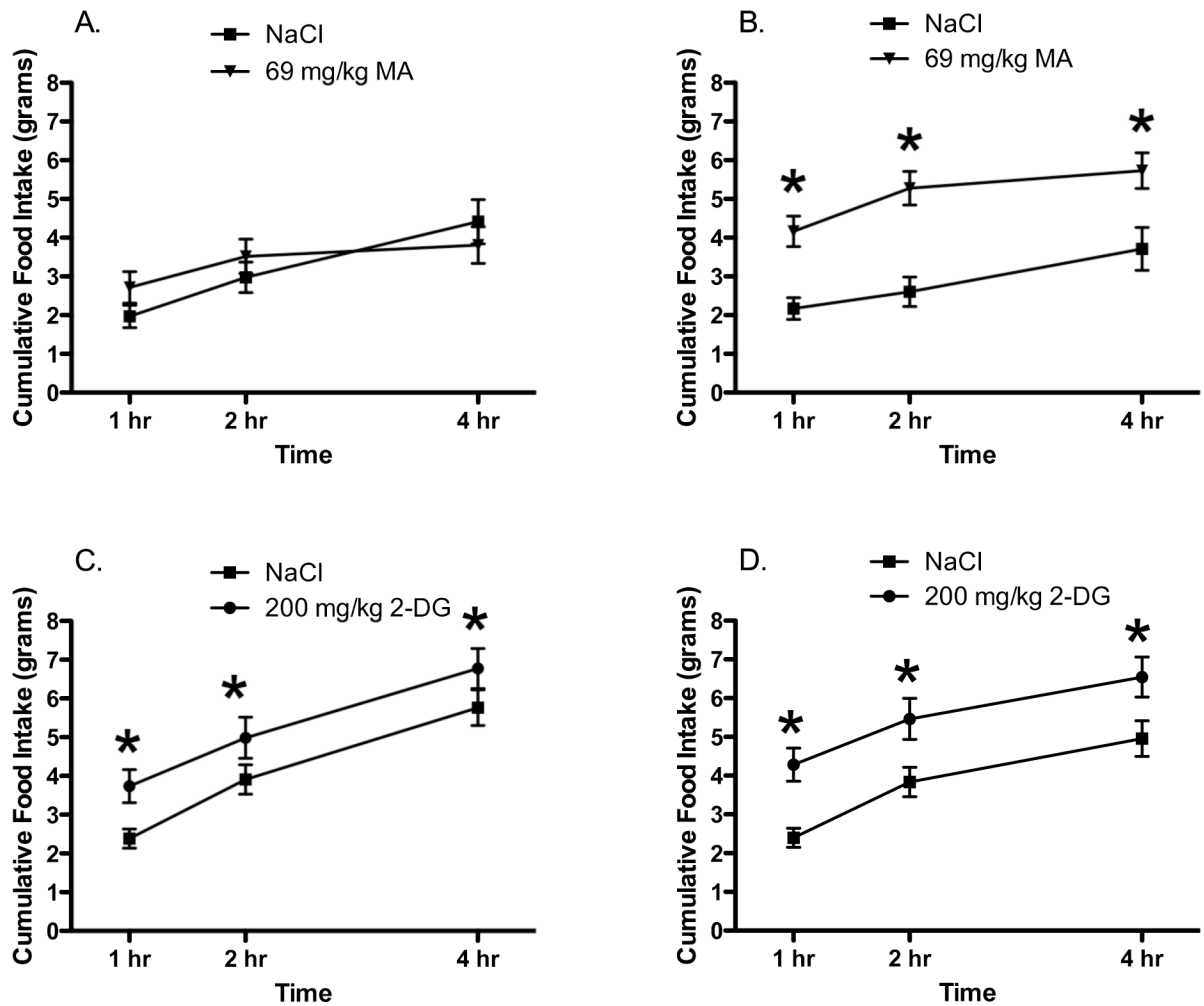 A.
NaCl
69 mg/kg MA
Cumulative Food Intake (grams)
8
7
6
5
4
3
2
1
0
1 hr 2 hr 4 hr
Time
B.
NaCl
69 mg/kg MA
Cumulative Food Intake (grams)
8
7
6
5
4
3
2
1
0
* * *
1 hr 2 hr 4 hr
Time
C.
NaCl
200 mg/kg 2-DG
Cumulative Food Intake (grams)
8
7
6
5
4
3
2
1
0
* * *
1 hr 2 hr 4 hr
Time
D.
NaCl
200 mg/kg 2-DG
Cumulative Food Intake (grams)
8
7
6
5
4
3
2
1
0
* * *
1 hr 2 hr 4 hr
Time